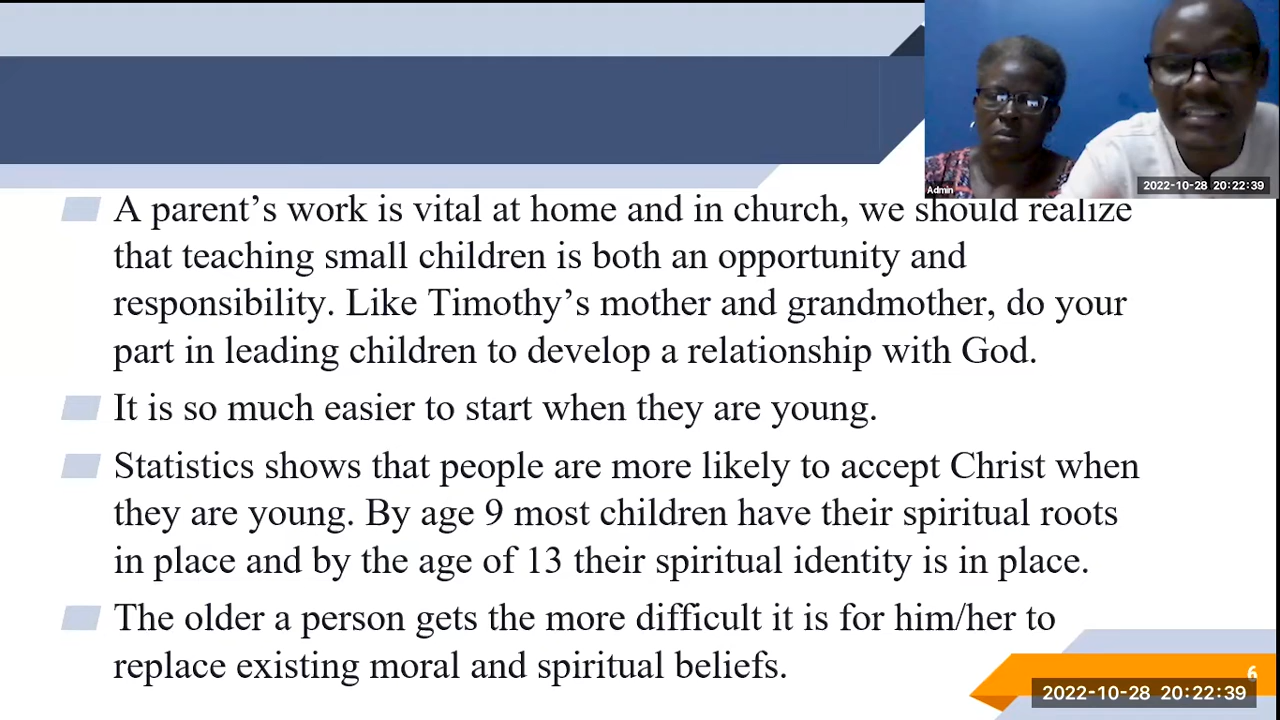 Admin
2022-10-28 20:22:39
A parent’s work is vital at home and in church, we should realize
that teaching small children is both an opportunity and
responsibility. Like Timothy’s mother and grandmother, do your
part in leading children to develop a relationship with God.
It is so much easier to start when they are young.
Statistics shows that people are more likely to accept Christ when
they are young. By age 9 most children have their spiritual roots
in place and by the age of 13 their spiritual identity is in place.
The older a person gets the more difficult it is for him/her to
replace existing moral and spiritual beliefs.
6
2022-10-28 20:22:39